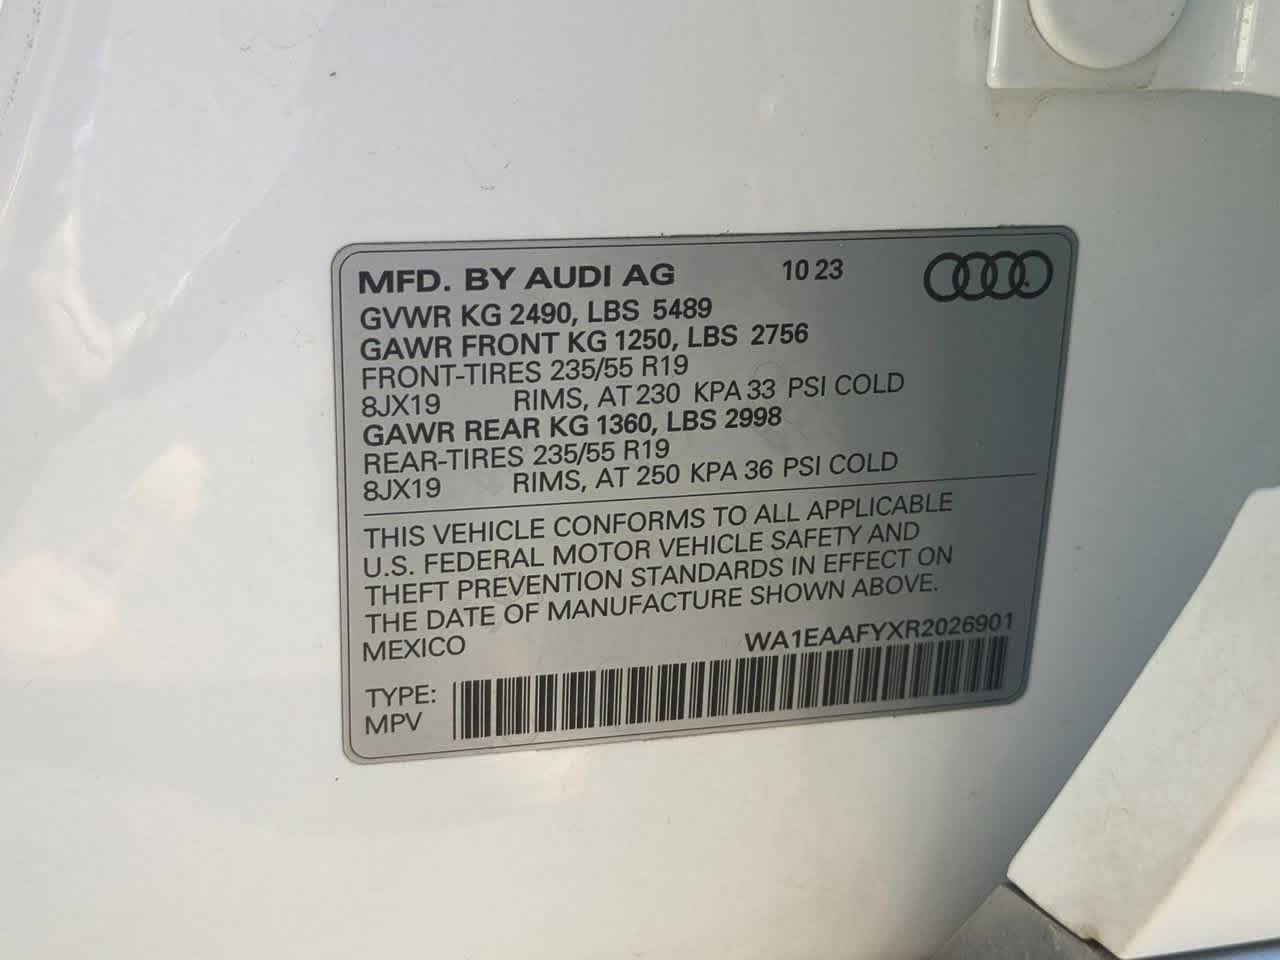 MFD. BY AUDI AG 10 23
GVWR KG 2490, LBS 5489
GAWR FRONT KG 1250, LBS 2756
FRONT-TIRES 235/55 R19
8JX19 RIMS, AT 230 KPA 33 PSI COLD
GAWR REAR KG 1360, LBS 2998
REAR-TIRES 235/55 R19
8JX19 RIMS, AT 250 KPA 36 PSI COLD
THIS VEHICLE CONFORMS TO ALL APPLICABLE
U.S. FEDERAL MOTOR VEHICLE SAFETY AND
THEFT PREVENTION STANDARDS IN EFFECT ON
THE DATE OF MANUFACTURE SHOWN ABOVE.
MEXICO WA1EAAFYXR2026901
TYPE:
MPV